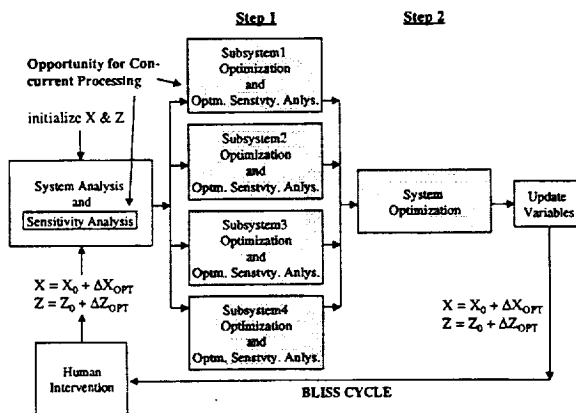 Step 1
Step 2
Opportunity for Con-
current Processing
initialize X & Z
System Analysis
and
Sensitivity Analysis
Subsystem1
Optimization
and
Optm. Senstvty. Anlys.
Subsystem2
Optimization
and
Optm. Senstvty. Anlys.
Subsystem3
Optimization
and
Optm. Senstvty. Anlys.
Subsystem4
Optimization
and
Optm. Senstvty. Anlys.
System
Optimization
Update
Variables
X = X0 + ΔXOPT
Z = Z0 + ΔZOPT
X = X0 + ΔXOPT
Z = Z0 + ΔZOPT
Human
Intervention
BLISS CYCLE